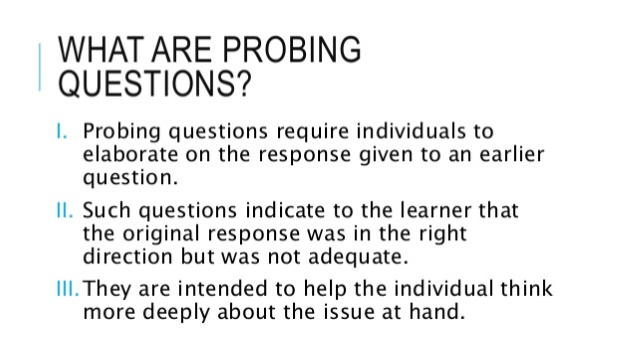 WHAT ARE PROBING
QUESTIONS?
I. Probing questions require individuals to
elaborate on the response given to an earlier
question.
II. Such questions indicate to the learner that
the original response was in the right
direction but was not adequate.
III. They are intended to help the individual think
more deeply about the issue at hand.